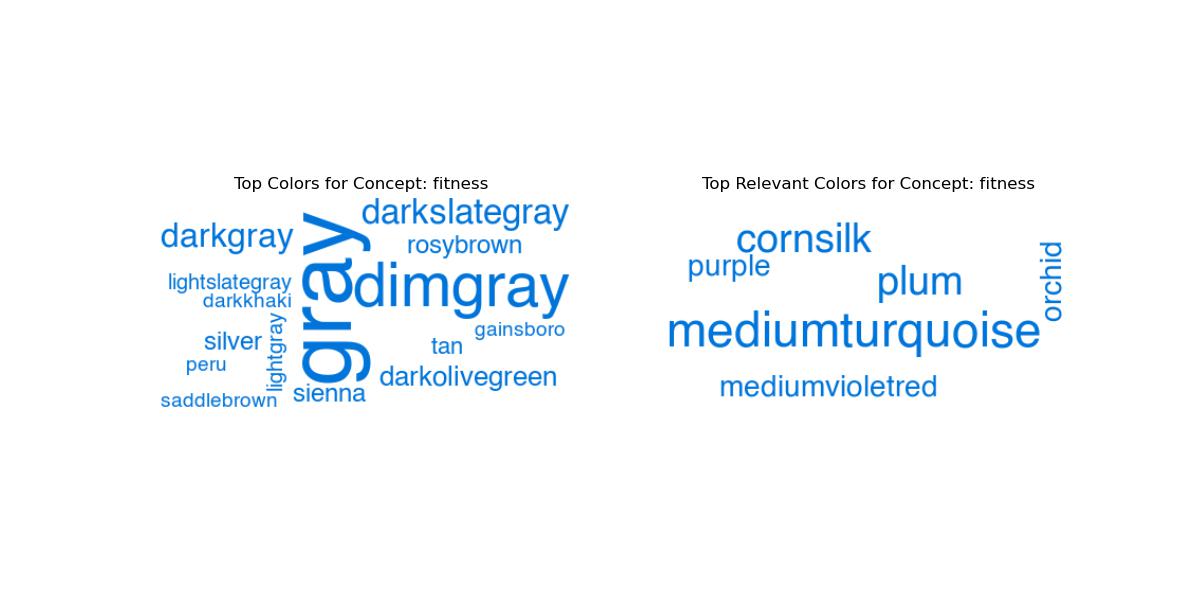 Top Colors for Concept: fitness
darkslategray
darkgray
rosybrown
gray
dimgray
lightslategray
darkkhaki
lightgray
silver
gainsboro
tan
peru
darkolivegreen
sienna
saddlebrown
Top Relevant Colors for Concept: fitness
cornsilk
purple
plum
orchid
mediumturquoise
mediumvioletred